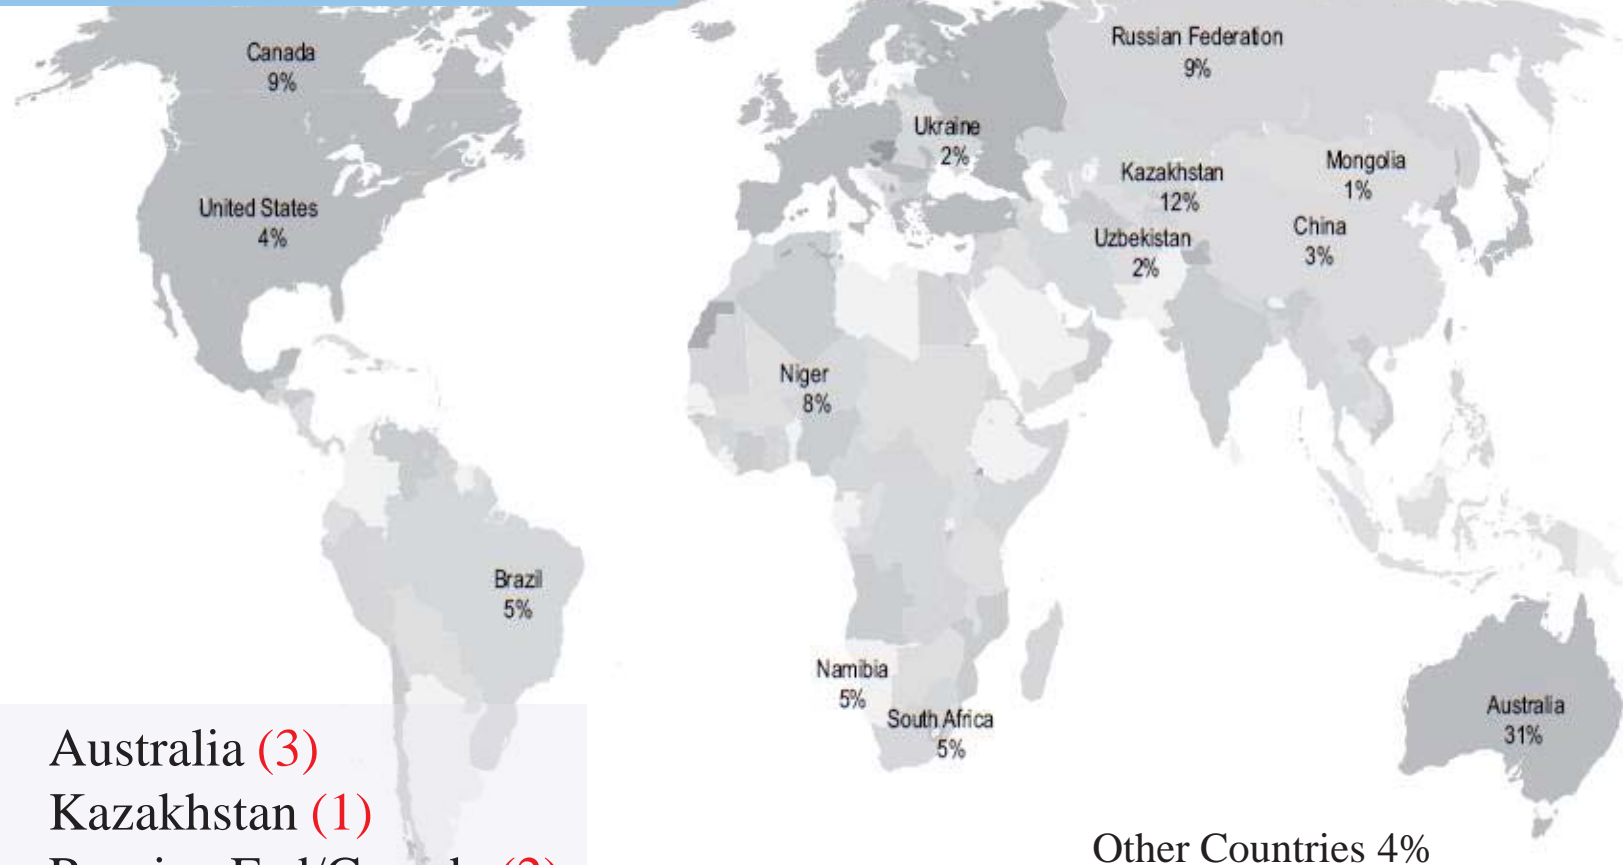 Canada
9%
Russian Federation
9%
Ukraine
2%
Mongolia
1%
Kazakhstan
12%
United States
4%
China
3%
Uzbekistan
2%
Niger
8%
Brazil
5%
Namibia
5%
South Africa
5%
Australia
31%
Australia (3)
Kazakhstan (1)
Other Countries 4%